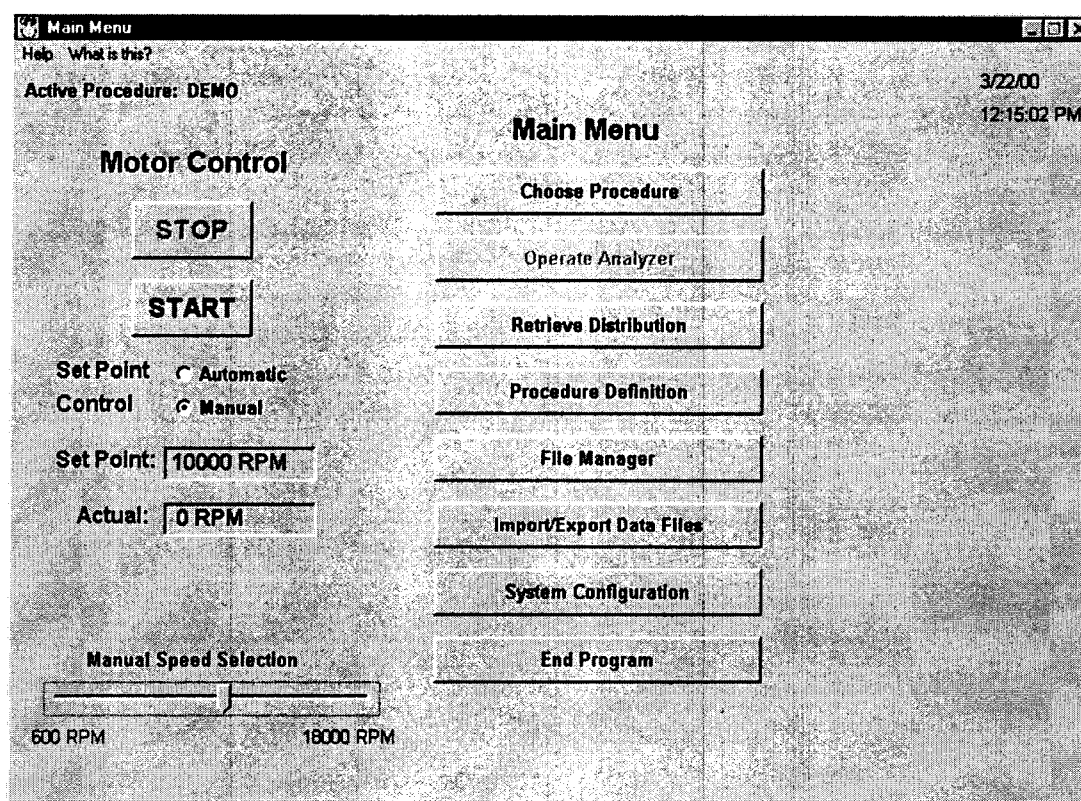 Main Menu
Help What is this?
Active Procedure: DEMO
3/22/00
12:15:02 PM
Motor Control
STOP
START
Set Point Control
Automatic
Manual
Set Point: 10000 RPM
Actual: 0 RPM
Manual Speed Selection
600 RPM 18000 RPM
Main Menu
Choose Procedure
Operate Analyzer
Retrieve Distribution
Procedure Definition
File Manager
Import/Export Data Files
System Configuration
End Program